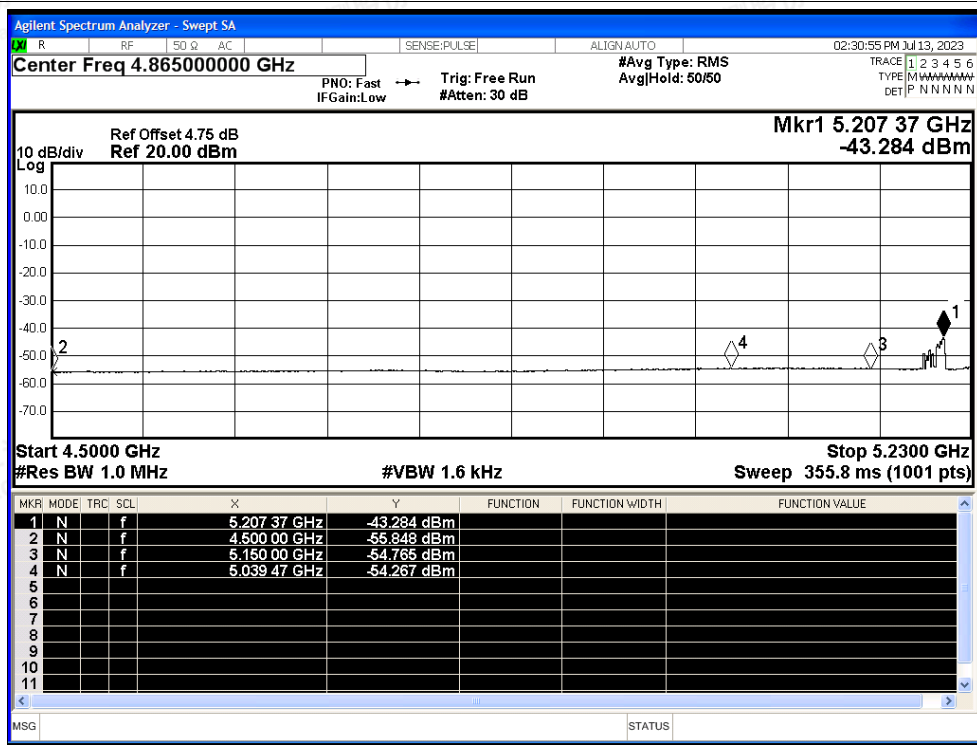 Agilent Spectrum Analyzer - Swept SA
LXI R RF 50 Ω AC SENSE:PULSE ALIGN AUTO 02:30:55 PM Jul 13, 2023
Center Freq 4.865000000 GHz
PNO: Fast
IFGain:Low
Trig: Free Run
#Atten: 30 dB
#Avg Type: RMS
Avg|Hold: 50/50
TRACE 1 2 3 4 5 6
TYPE M
DET P N N N N N
Mkr1 5.207 37 GHz
-43.284 dBm
Ref Offset 4.75 dB
10 dB/div Ref 20.00 dBm
Log
10.0
0.00
-10.0
-20.0
-30.0
1
-40.0
2
4
3
-50.0
-60.0
-70.0
Start 4.5000 GHz Stop 5.2300 GHz
#Res BW 1.0 MHz #VBW 1.6 kHz Sweep 355.8 ms (1001 pts)
MKR MODE TRC SCL X Y FUNCTION FUNCTION WIDTH FUNCTION VALUE
1 N f 5.207 37 GHz -43.284 dBm
2 N f 4.500 00 GHz -55.848 dBm
3 N f 5.150 00 GHz -54.765 dBm
4 N f 5.039 47 GHz -54.267 dBm
5
6
7
8
9
10
11
MSG STATUS